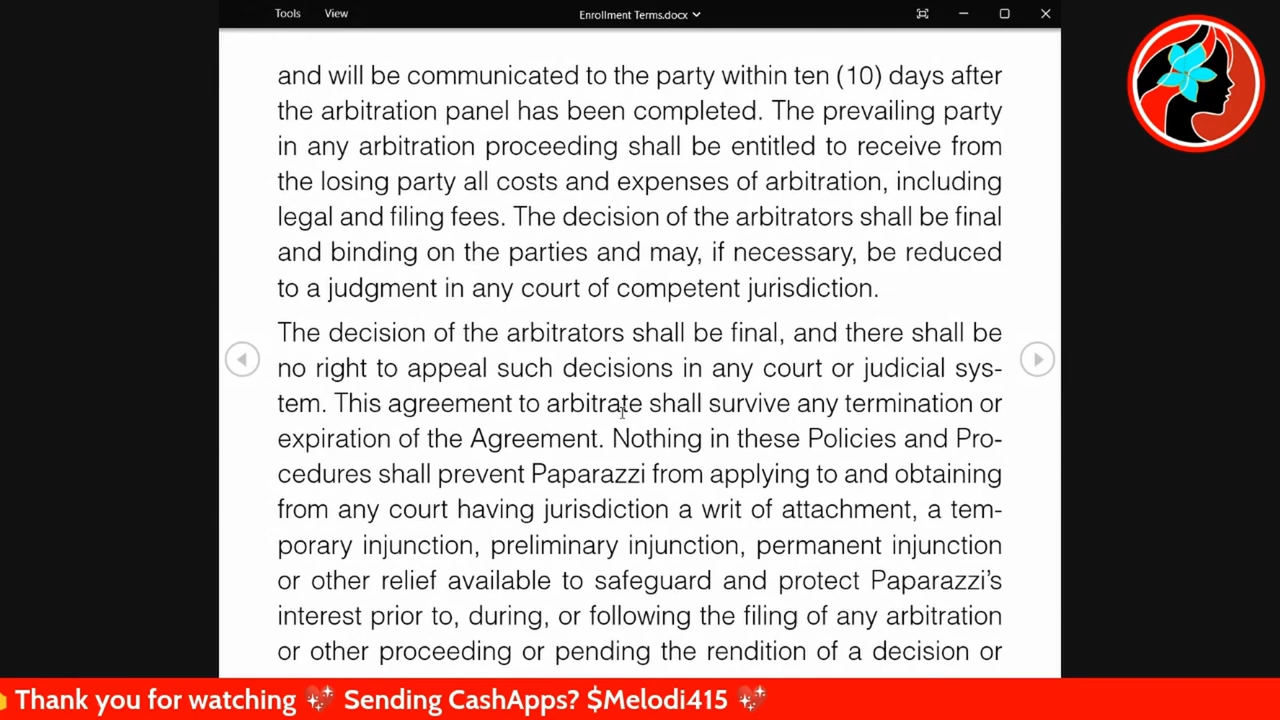 Tools View Enrollment Terms.docx
and will be communicated to the party within ten (10) days after
the arbitration panel has been completed. The prevailing party
in any arbitration proceeding shall be entitled to receive from
the losing party all costs and expenses of arbitration, including
legal and filing fees. The decision of the arbitrators shall be final
and binding on the parties and may, if necessary, be reduced
to a judgment in any court of competent jurisdiction.
The decision of the arbitrators shall be final, and there shall be
no right to appeal such decisions in any court or judicial sys-
tem. This agreement to arbitrate shall survive any termination or
expiration of the Agreement. Nothing in these Policies and Pro-
cedures shall prevent Paparazzi from applying to and obtaining
from any court having jurisdiction a writ of attachment, a tem-
porary injunction, preliminary injunction, permanent injunction
or other relief available to safeguard and protect Paparazzi's
interest prior to, during, or following the filing of any arbitration
or other proceeding or pending the rendition of a decision or
Thank you for watching 💖 Sending CashApps? $Melodi415 💖